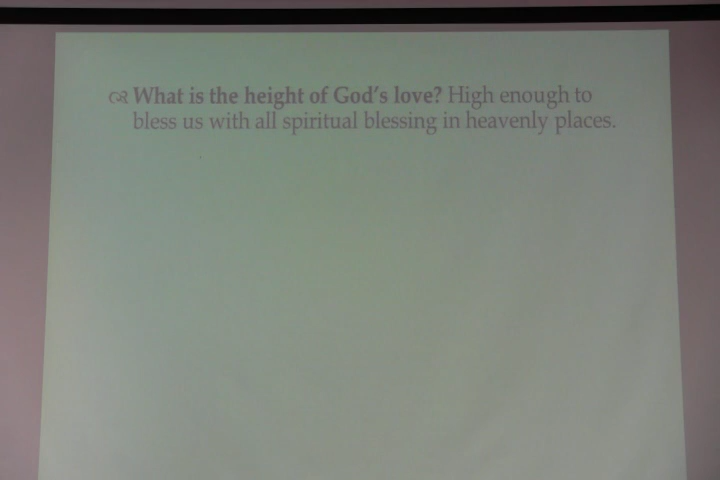 What is the height of God's love? High enough to
bless us with all spiritual blessing in heavenly places.